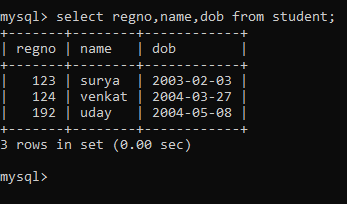 mysql> select regno,name,dob from student;
+-------+--------+------------+
| regno | name   | dob        |
+-------+--------+------------+
|   123 | surya  | 2003-02-03 |
|   124 | venkat | 2004-03-27 |
|   192 | uday   | 2004-05-08 |
+-------+--------+------------+
3 rows in set (0.00 sec)
mysql>